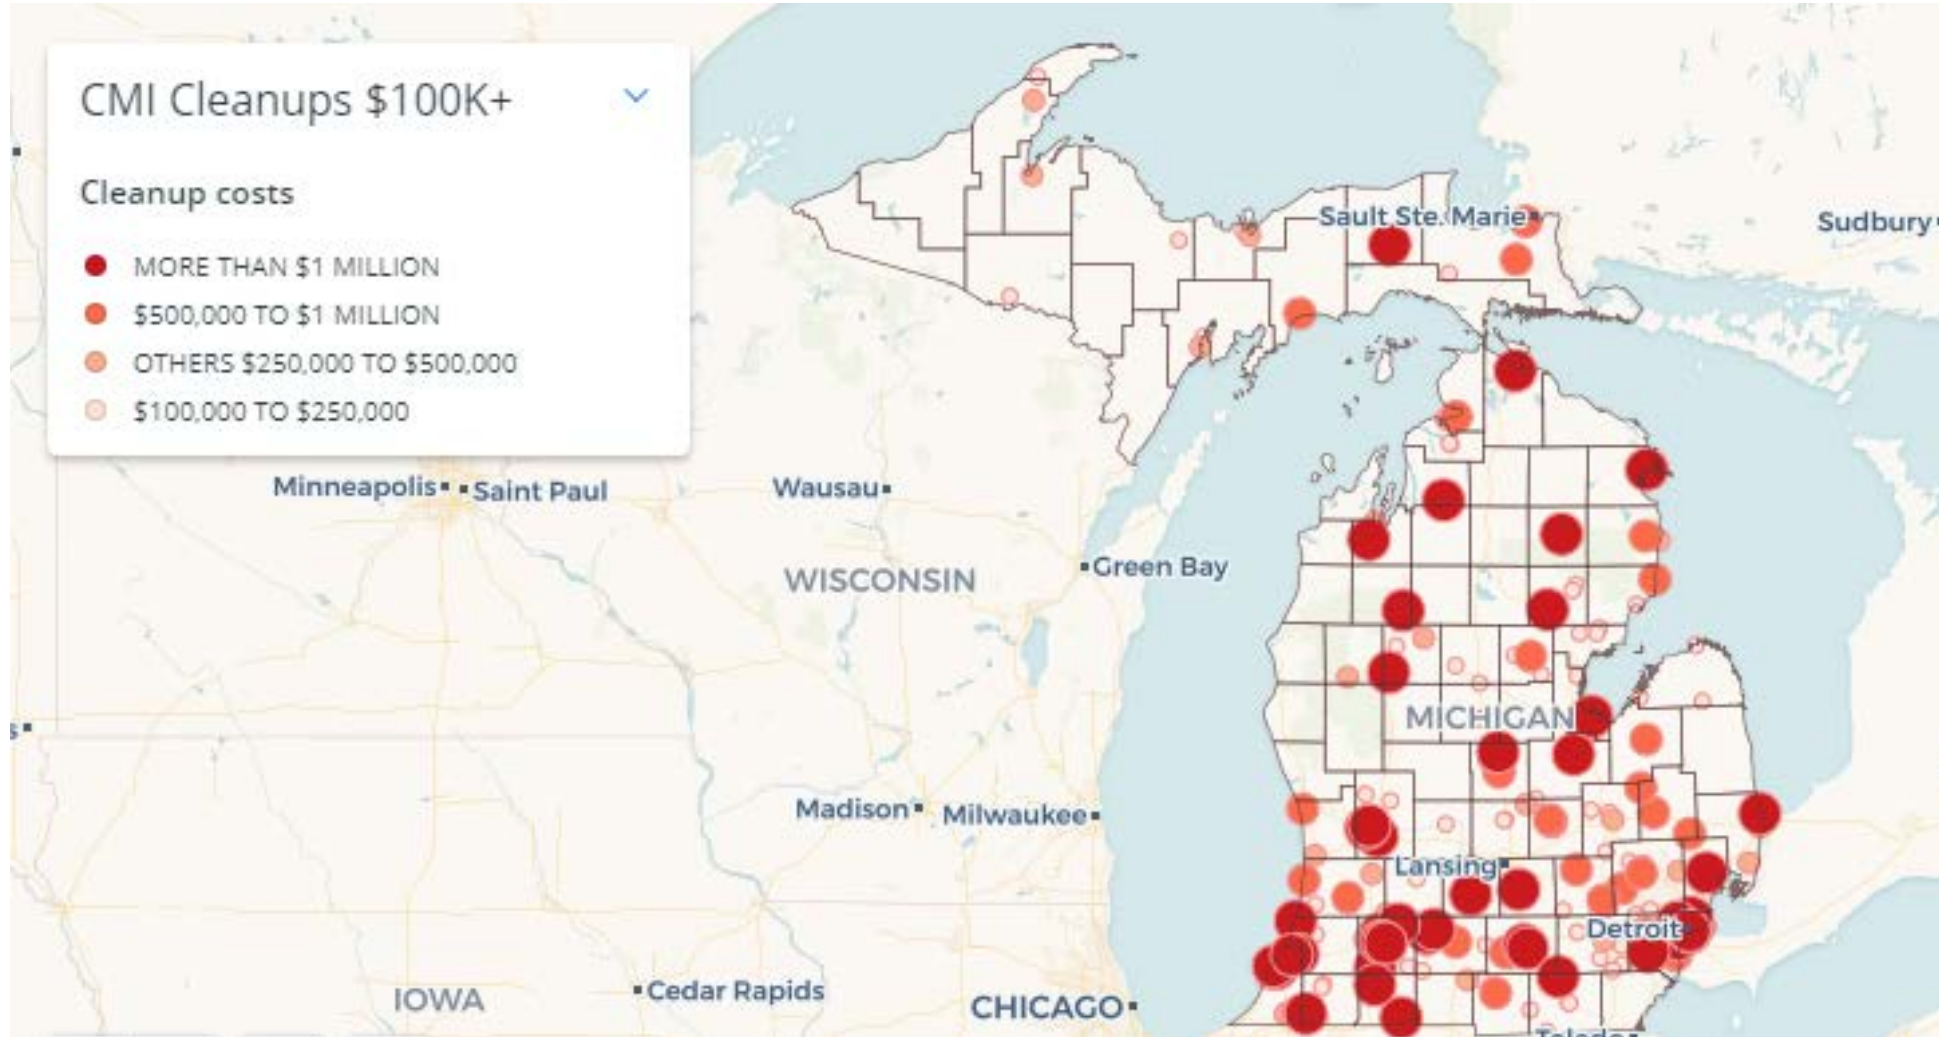 CMI Cleanups $100K+
Cleanup costs
MORE THAN $1 MILLION
$500,000 TO $1 MILLION
OTHERS $250,000 TO $500,000
$100,000 TO $250,000
Sault Ste. Marie
Sudbury
Minneapolis
Saint Paul
Wausau
Green Bay
WISCONSIN
MICHIGAN
Madison
Milwaukee
Lansing
Detroit
IOWA
Cedar Rapids
CHICAGO
Toledo